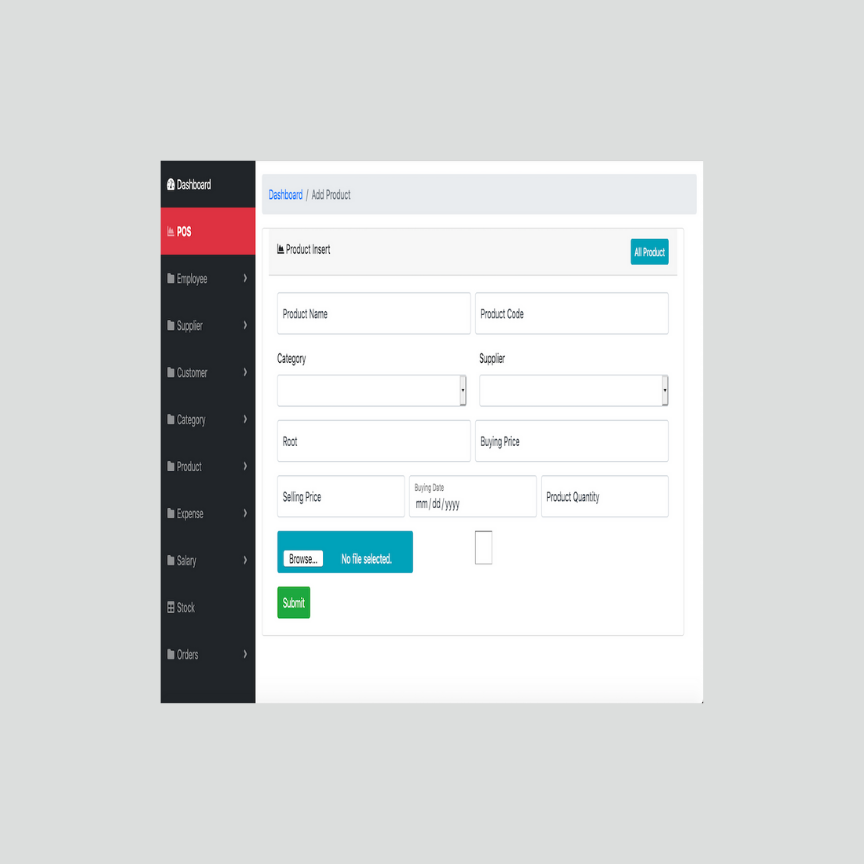 Dashboard
POS
Employee
Supplier
Customer
Category
Product
Expense
Salary
Stock
Orders
Dashboard / Add Product
Product Insert
All Product
Product Name
Product Code
Category
Supplier
Root
Buying Price
Selling Price
Buying Date
mm/dd/yyyy
Product Quantity
Browse... No file selected.
Submit